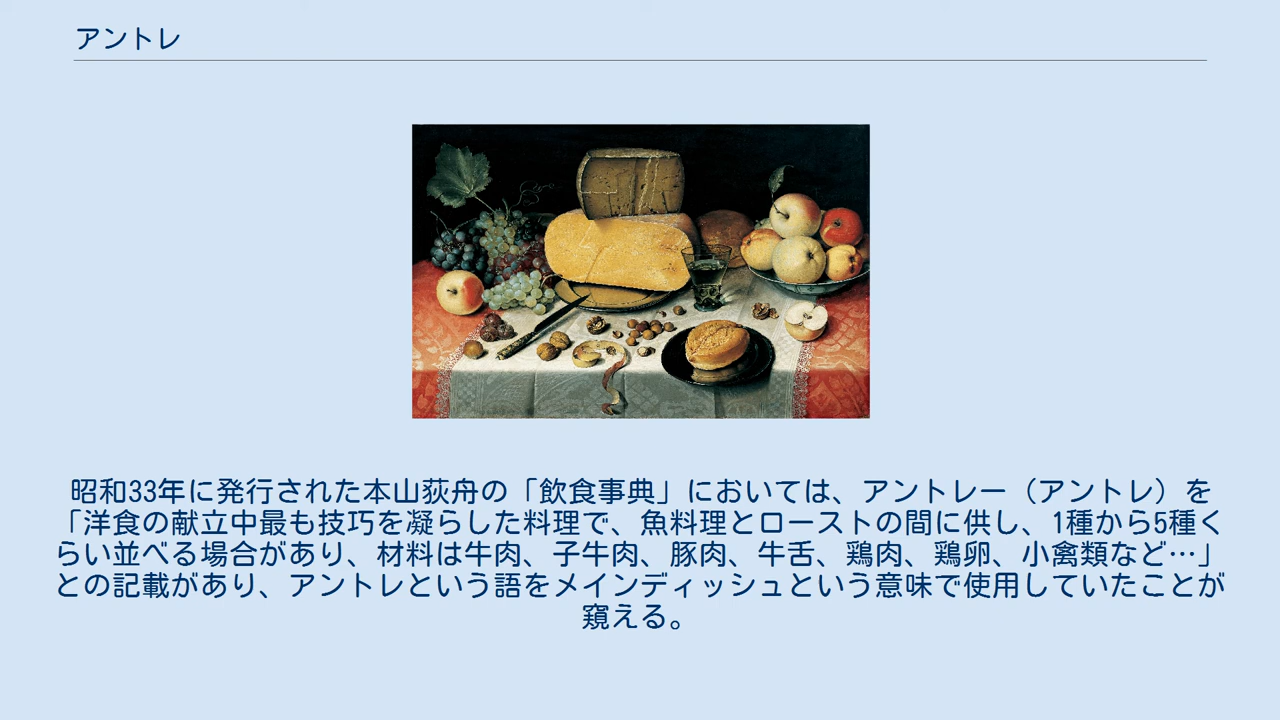 アントレ
昭和33年に発行された本山荻舟の「飲食事典」においては、アントレー（アントレ）を
「洋食の献立中最も技巧を凝らした料理で、魚料理とローストの間に供し、1種から5種く
らい並べる場合があり、材料は牛肉、子牛肉、豚肉、牛舌、鶏肉、鶏卵、小禽類など…」
との記載があり、アントレという語をメインディッシュという意味で使用していたことが
窺える。